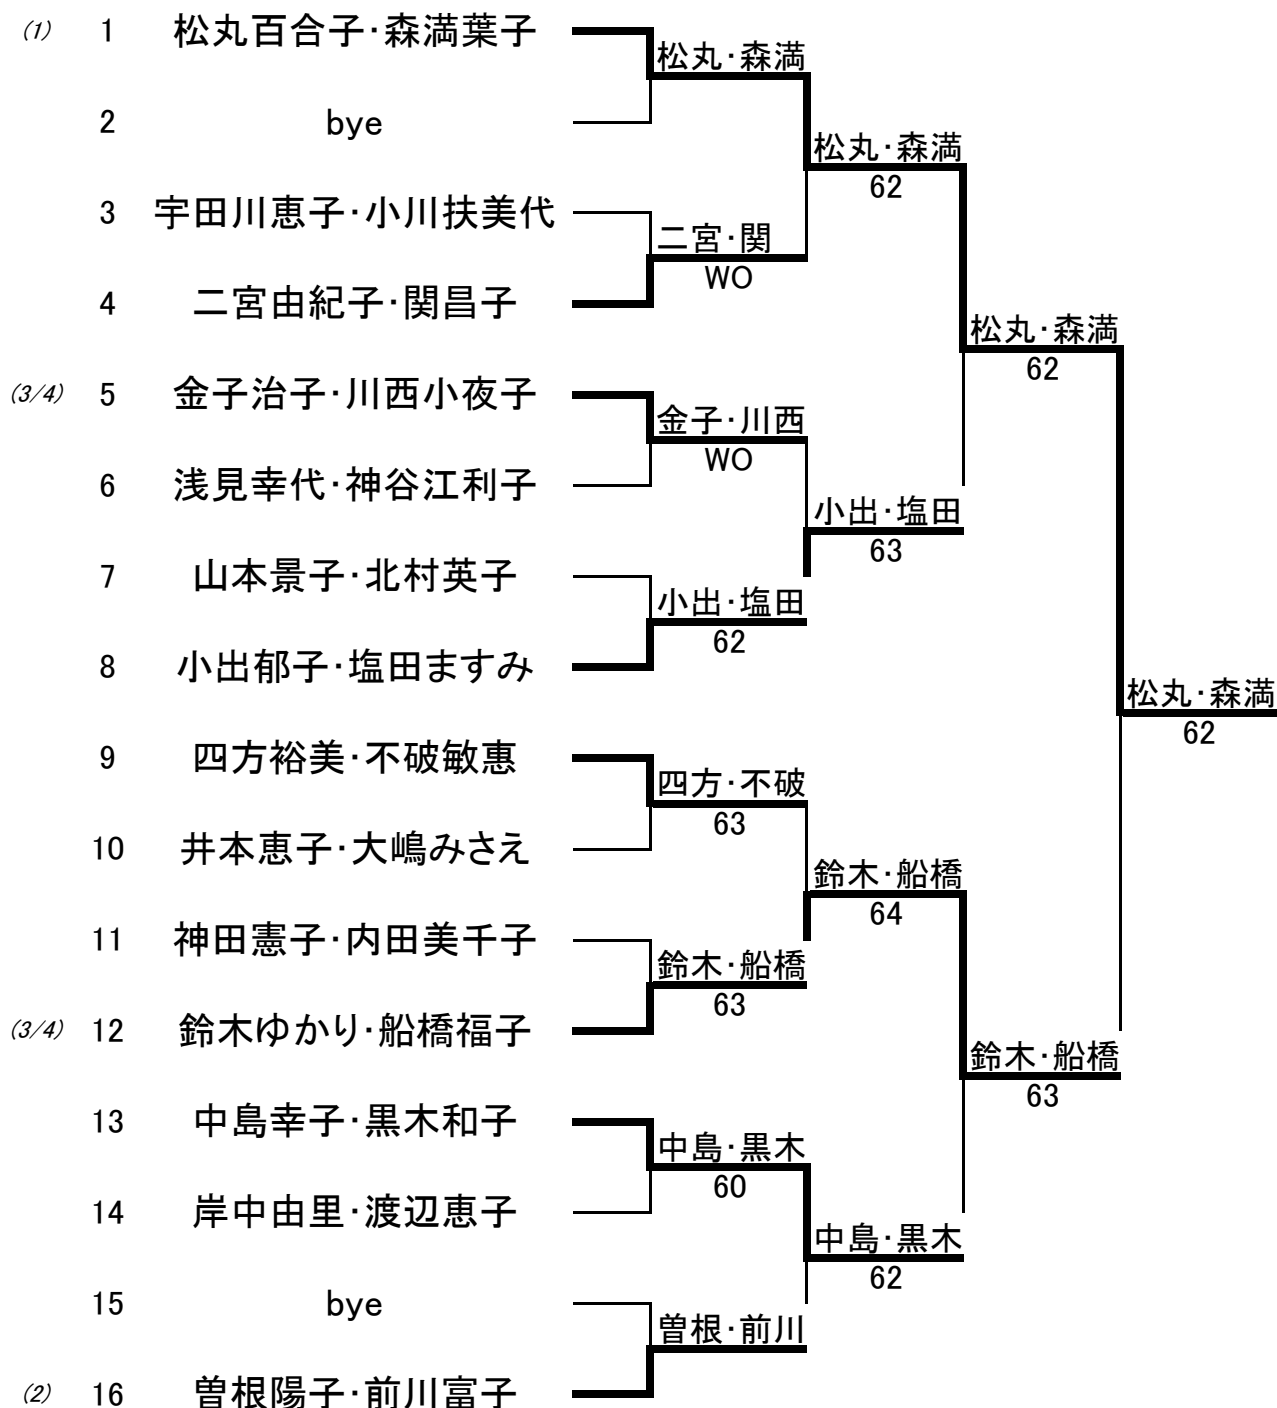 (1) 1 松丸百合子・森満葉子
松丸・森満
2 bye
松丸・森満
62
3 宇田川恵子・小川扶美代
二宮・関
WO
4 二宮由紀子・関昌子
松丸・森満
62
(3/4) 5 金子治子・川西小夜子
金子・川西
WO
6 浅見幸代・神谷江利子
小出・塩田
63
7 山本景子・北村英子
小出・塩田
62
8 小出郁子・塩田ますみ
松丸・森満
62
9 四方裕美・不破敏惠
四方・不破
63
10 井本恵子・大嶋みさえ
鈴木・船橋
64
11 神田憲子・内田美千子
鈴木・船橋
63
(3/4) 12 鈴木ゆかり・船橋福子
鈴木・船橋
63
13 中島幸子・黒木和子
中島・黒木
60
14 岸中由里・渡辺恵子
中島・黒木
62
15 bye
曽根・前川
(2) 16 曽根陽子・前川富子